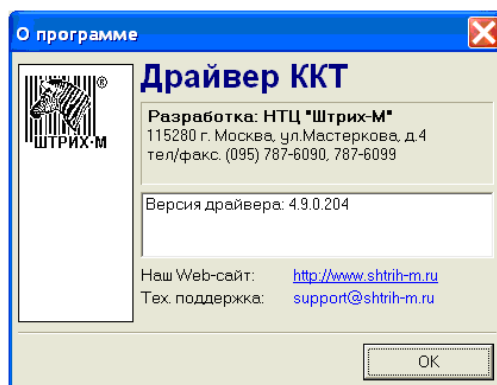 О программе
ШТРИХ-М
®
Драйвер ККТ
Разработка: НТЦ "Штрих-М"
115280 г. Москва, ул.Мастеркова, д.4
тел/факс. (095) 787-6090, 787-6099
Версия драйвера: 4.9.0.204
Наш Web-сайт: http://www.shtrih-m.ru
Тех. поддержка: support@shtrih-m.ru
OK